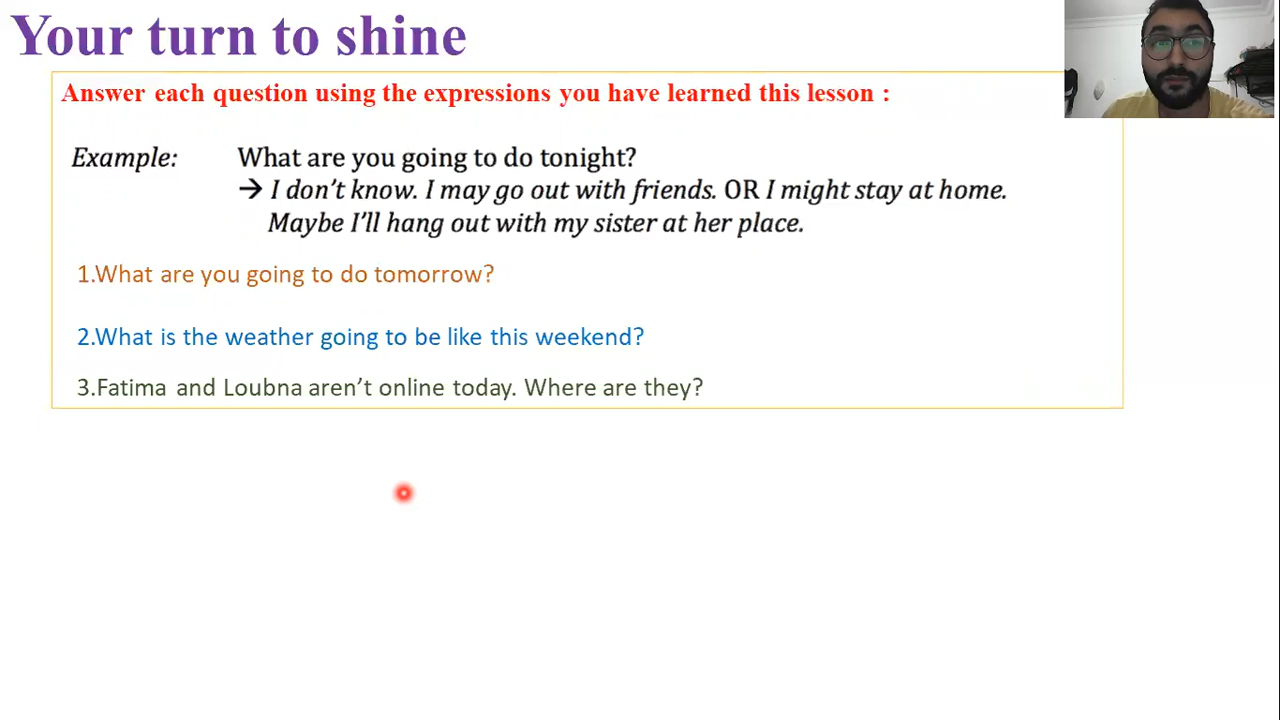 Your turn to shine
Answer each question using the expressions you have learned this lesson :
Example: What are you going to do tonight?
→ I don't know. I may go out with friends. OR I might stay at home.
Maybe I'll hang out with my sister at her place.
1.What are you going to do tomorrow?
2.What is the weather going to be like this weekend?
3.Fatima and Loubna aren't online today. Where are they?